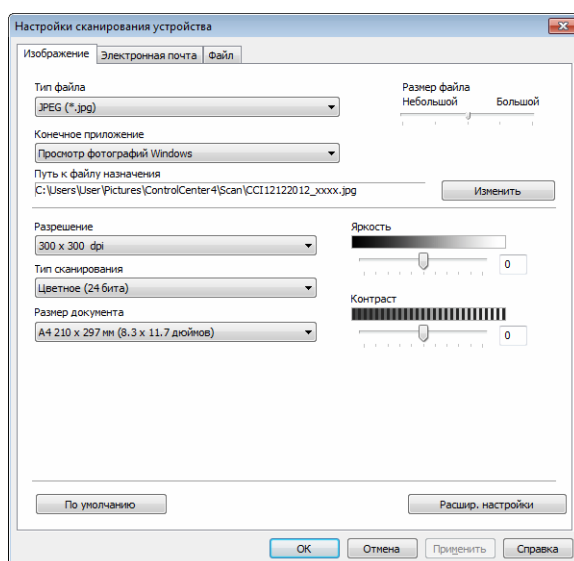 Настройки сканирования устройства
Изображение Электронная почта Файл
Тип файла
JPEG (*.jpg)
Размер файла
Небольшой Большой
Конечное приложение
Просмотр фотографий Windows
Путь к файлу назначения
C:\Users\User\Pictures\ControlCenter4\Scan\CCI12122012_xxxx.jpg
Изменить
Разрешение
300 x 300 dpi
Тип сканирования
Цветное (24 бита)
Размер документа
A4 210 x 297 мм (8.3 x 11.7 дюймов)
Яркость
0
Контраст
0
По умолчанию
Расшир. настройки
OK Отмена Применить Справка